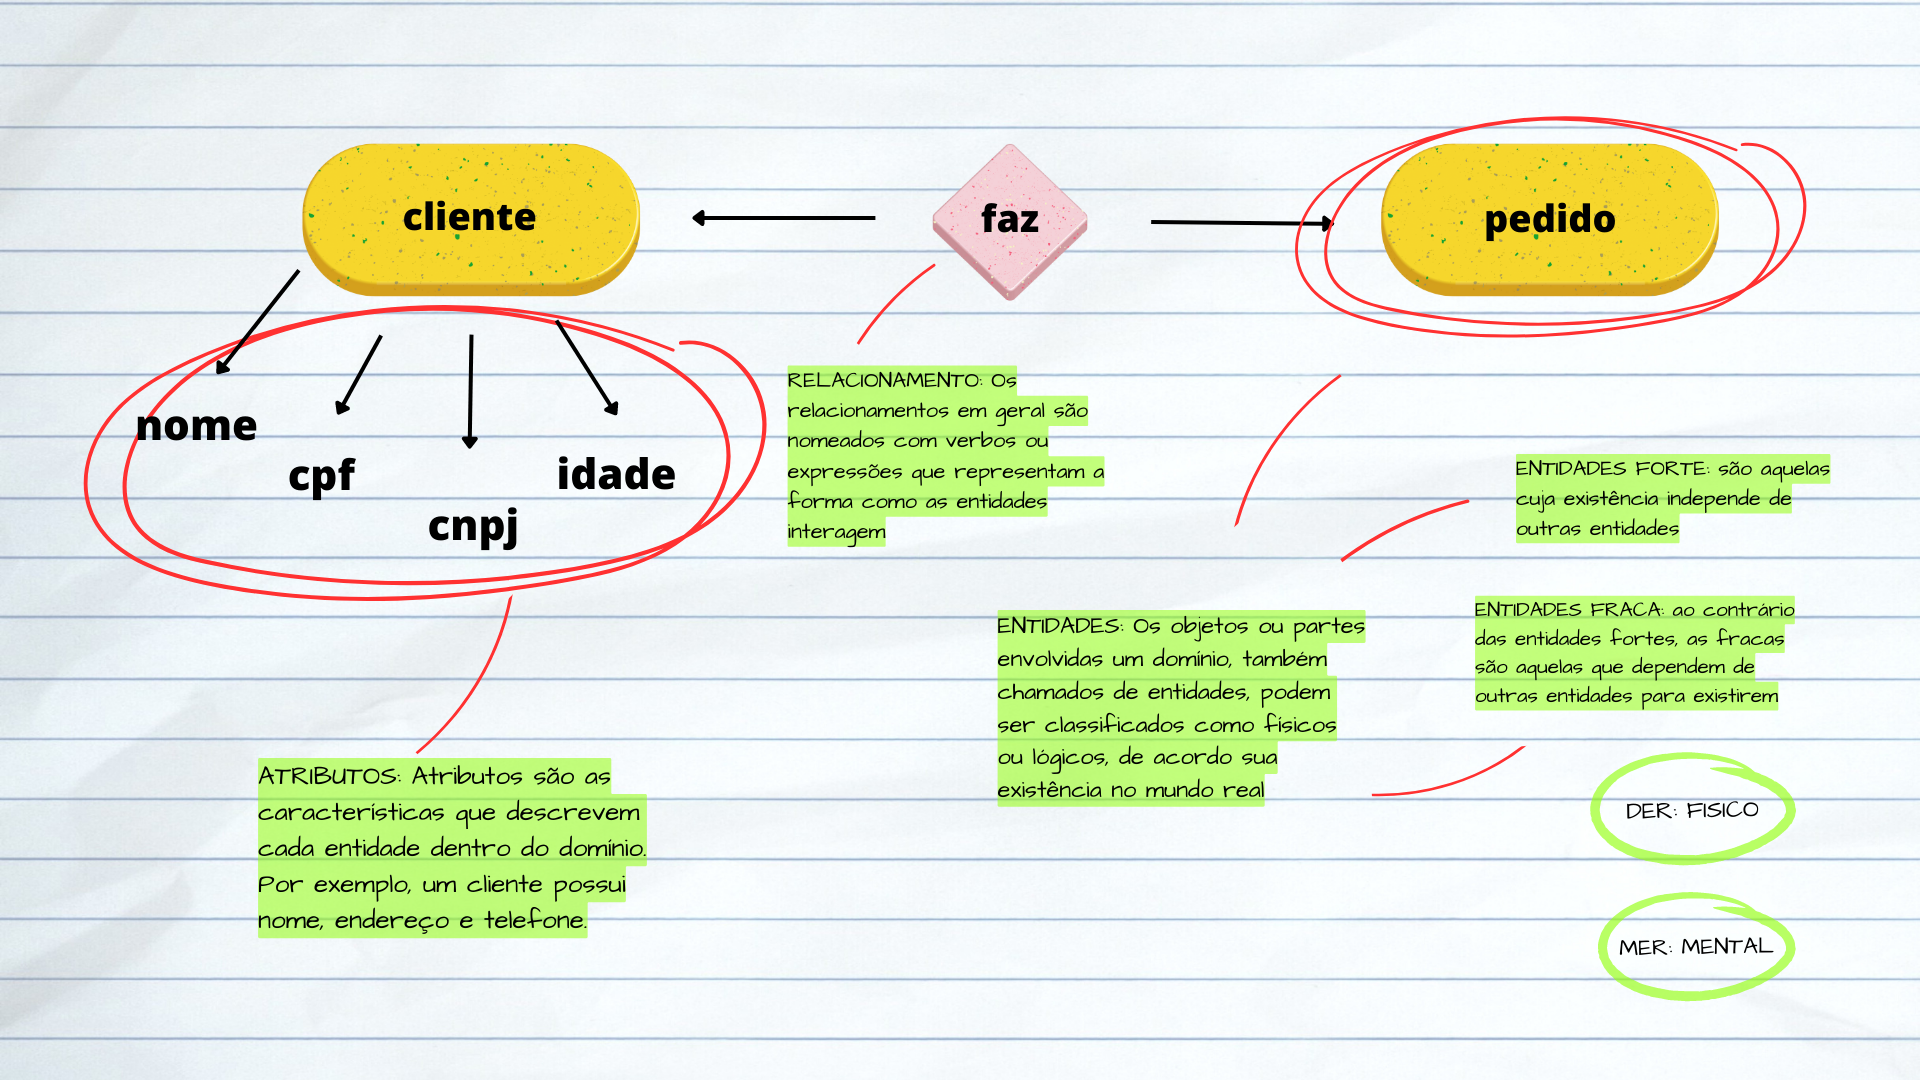 cliente
faz
pedido
nome
cpf
cnpj
idade
RELACIONAMENTO: Os
relacionamentos em geral são
nomeados com verbos ou
expressões que representam a
forma como as entidades
interagem
ENTIDADES FORTE: são aquelas
cuja existência independe de
outras entidades
ENTIDADES FRACA: ao contrário
das entidades fortes, as fracas
são aquelas que dependem de
outras entidades para existirem
ENTIDADES: Os objetos ou partes
envolvidas um domínio, também
chamados de entidades, podem
ser classificados como físicos
ou lógicos, de acordo sua
existência no mundo real
ATRIBUTOS: Atributos são as
características que descrevem
cada entidade dentro do domínio.
Por exemplo, um cliente possui
nome, endereço e telefone.
DER: FISICO
MER: MENTAL